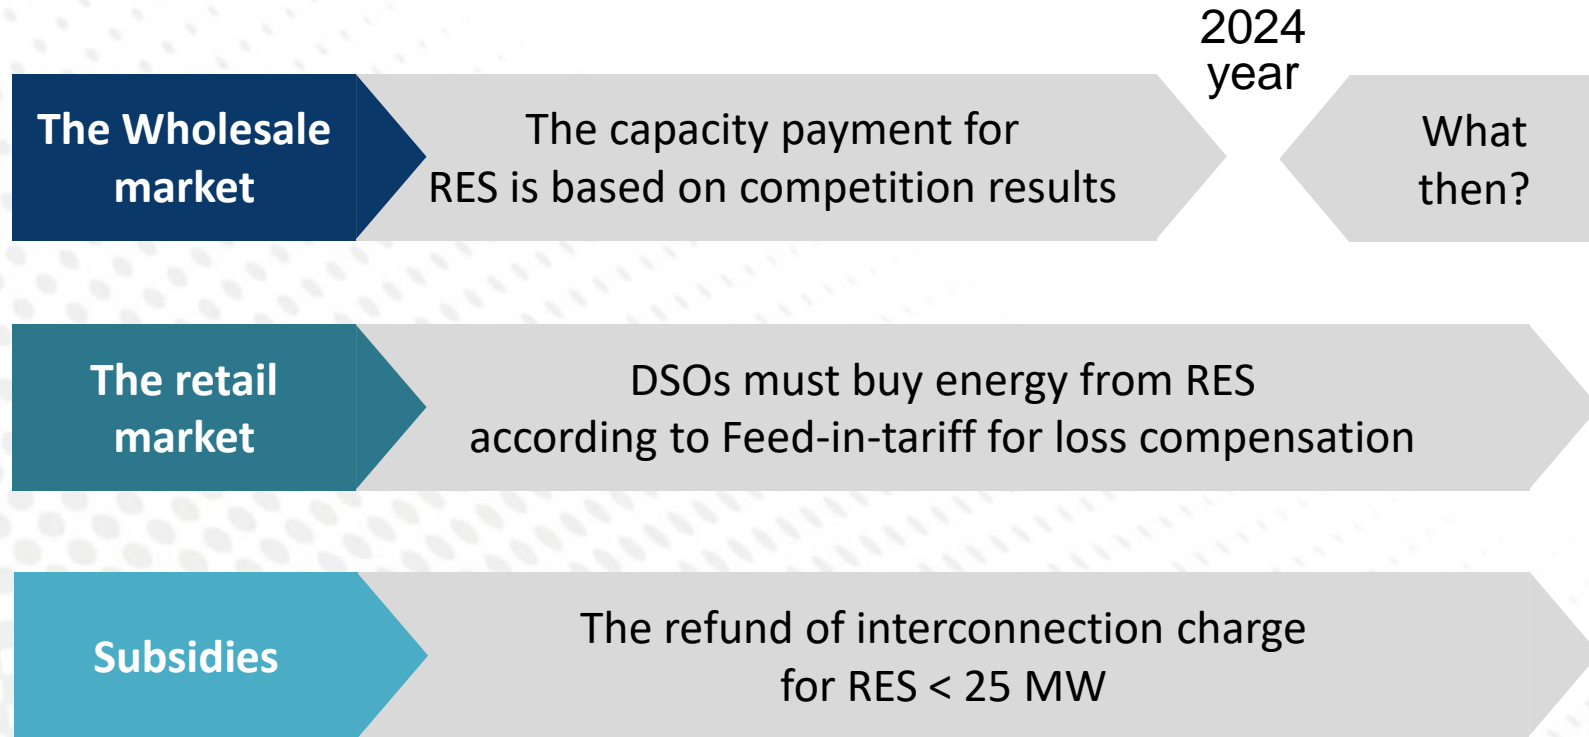 2024
year
The Wholesale
market
The capacity payment for
RES is based on competition results
What
then?
The retail
market
DSOs must buy energy from RES
according to Feed-in-tariff for loss compensation
Subsidies
The refund of interconnection charge
for RES < 25 MW